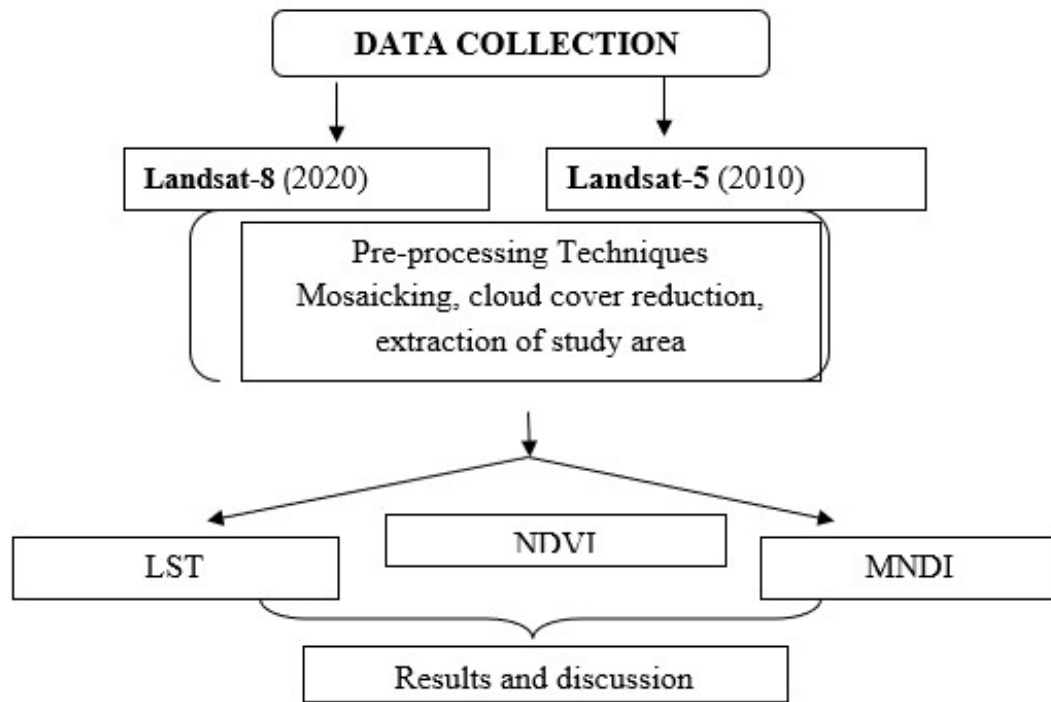 DATA COLLECTION
Landsat-8 (2020)
Landsat-5 (2010)
Pre-processing Techniques
Mosaicking, cloud cover reduction,
extraction of study area
LST
NDVI
MNDI
Results and discussion